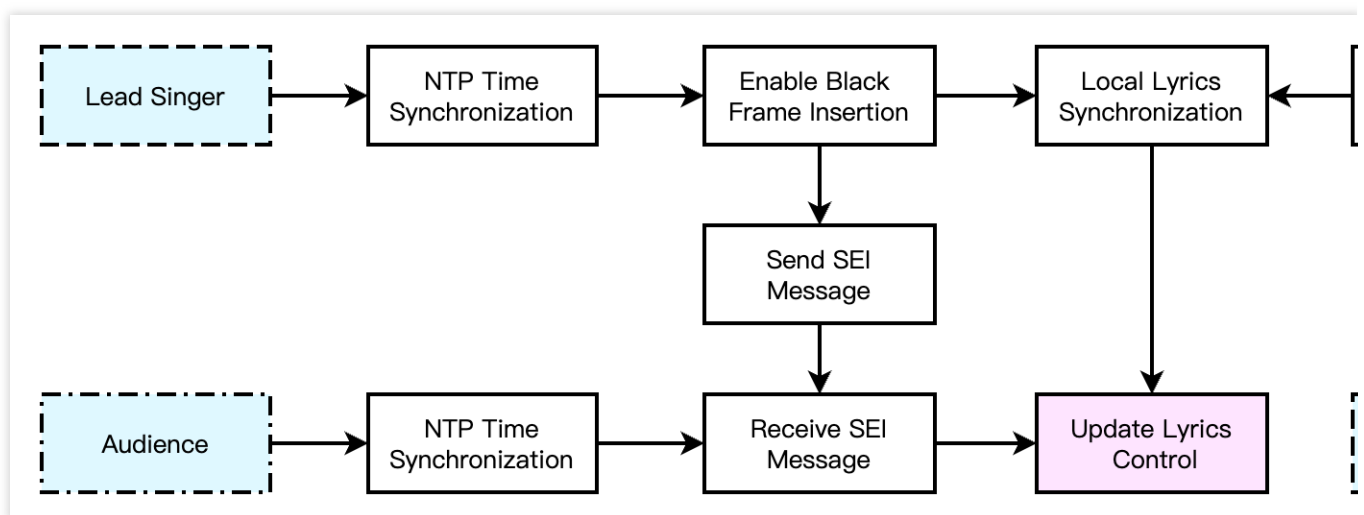 Lead Singer
NTP Time
Synchronization
Enable Black
Frame Insertion
Local Lyrics
Synchronization
Send SEI
Message
Audience
NTP Time
Synchronization
Receive SEI
Message
Update Lyrics
Control